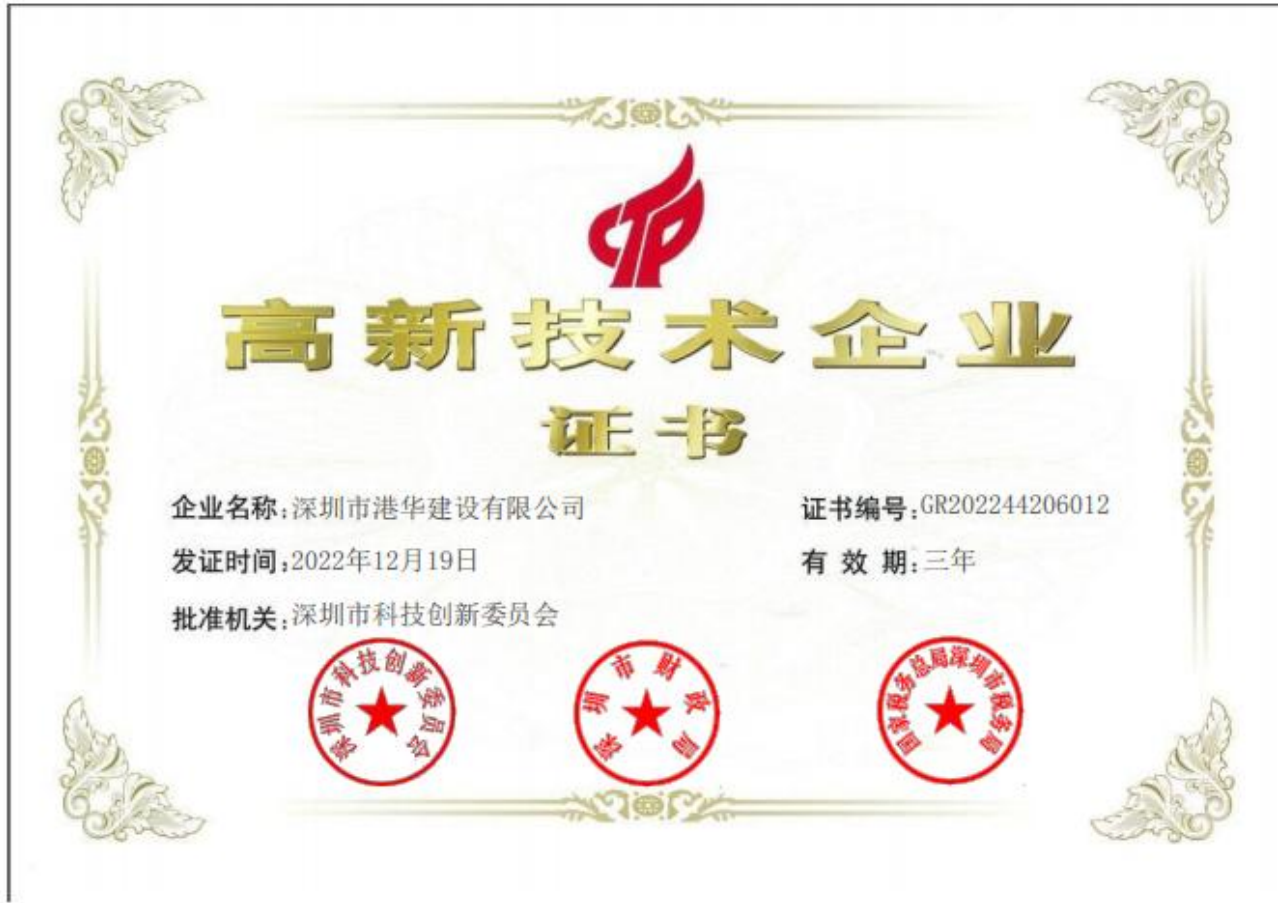 CTP
高新技术企业
证书
企业名称:深圳市港华建设有限公司
证书编号:GR202244206012
发证时间:2022年12月19日
有 效 期:三年
批准机关:深圳市科技创新委员会
深圳市科技创新委员会
深圳市财政局
国家税务总局深圳市税务局